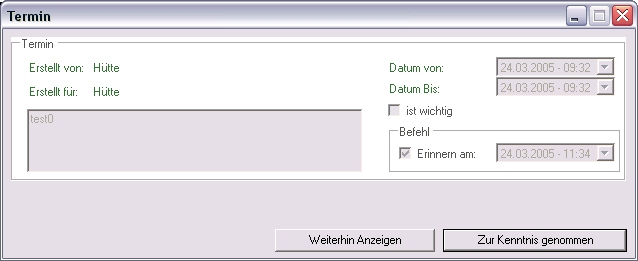 Termin
Termin
Erstellt von: Hütte
Datum von: 24.03.2005 - 09:32
Erstellt für: Hütte
Datum Bis: 24.03.2005 - 09:32
ist wichtig
test0
Befehl
Erinnern am: 24.03.2005 - 11:34
Weiterhin Anzeigen
Zur Kenntnis genommen